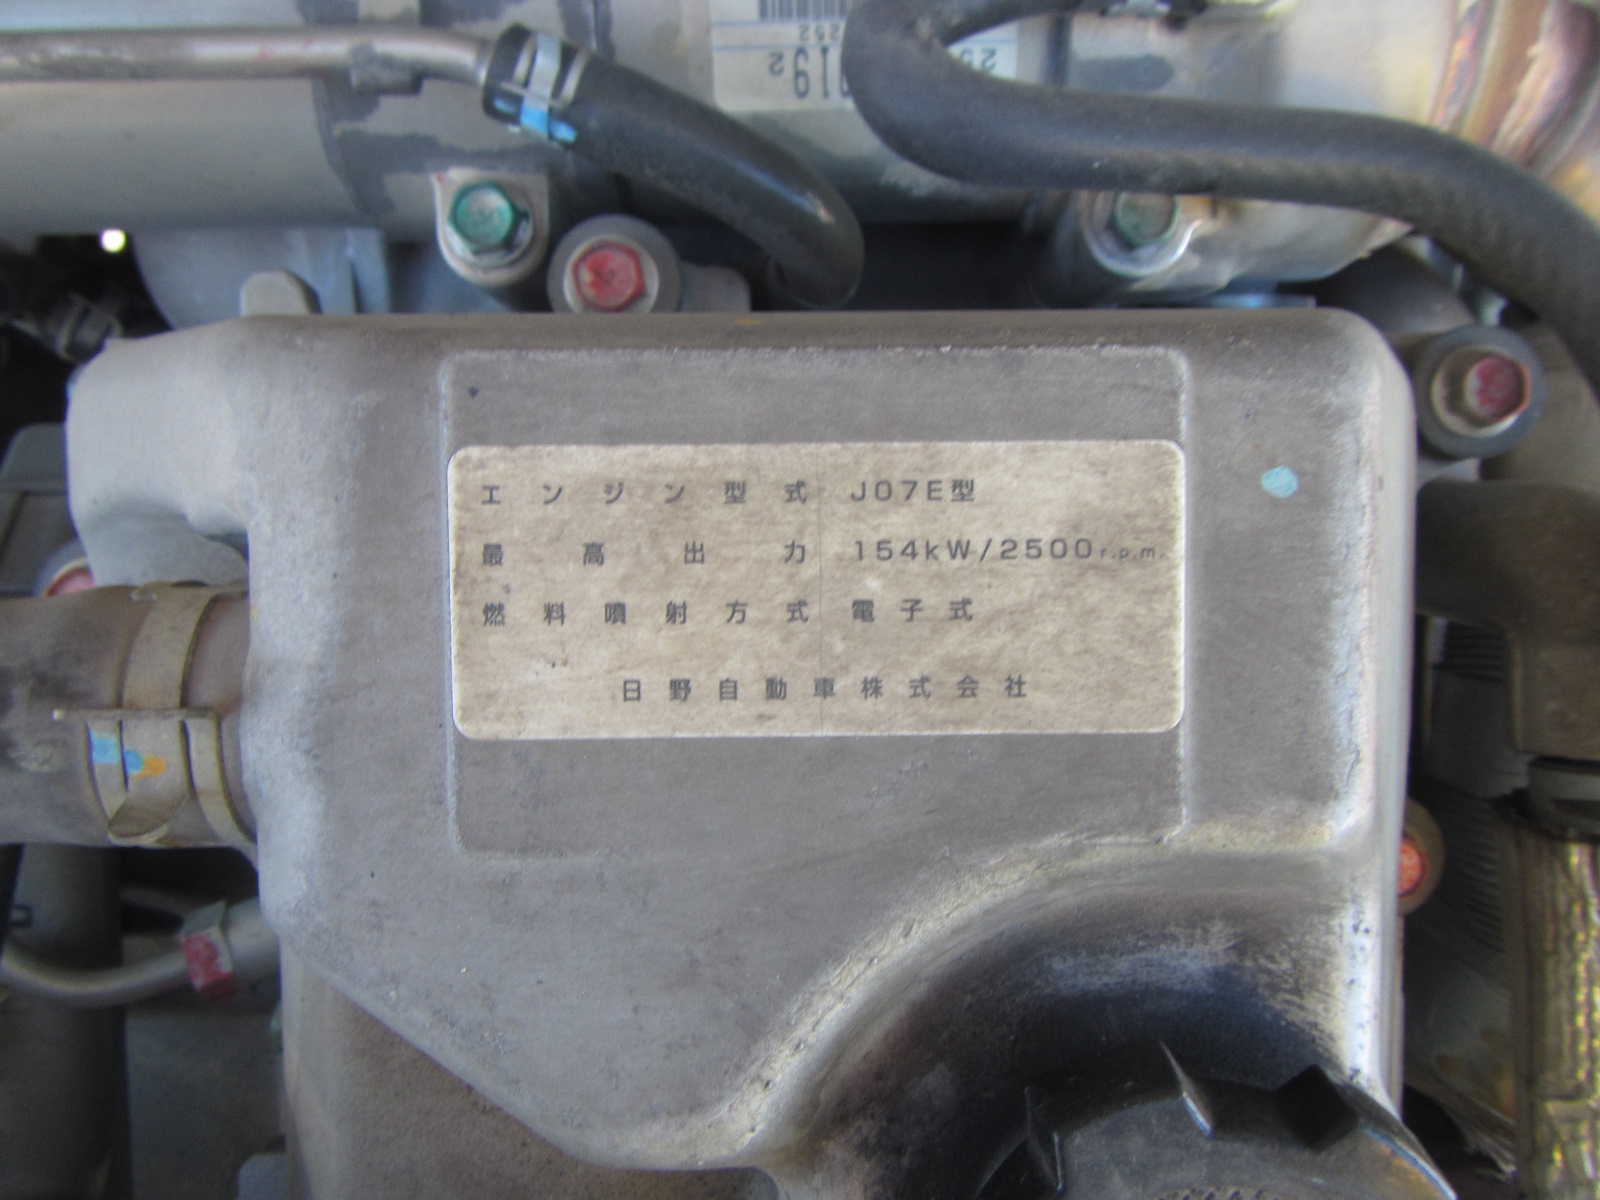 エンジン型式 J07E型
最高出力 154kW/2500r.p.m.
燃料噴射方式 電子式
日野自動車株式会社